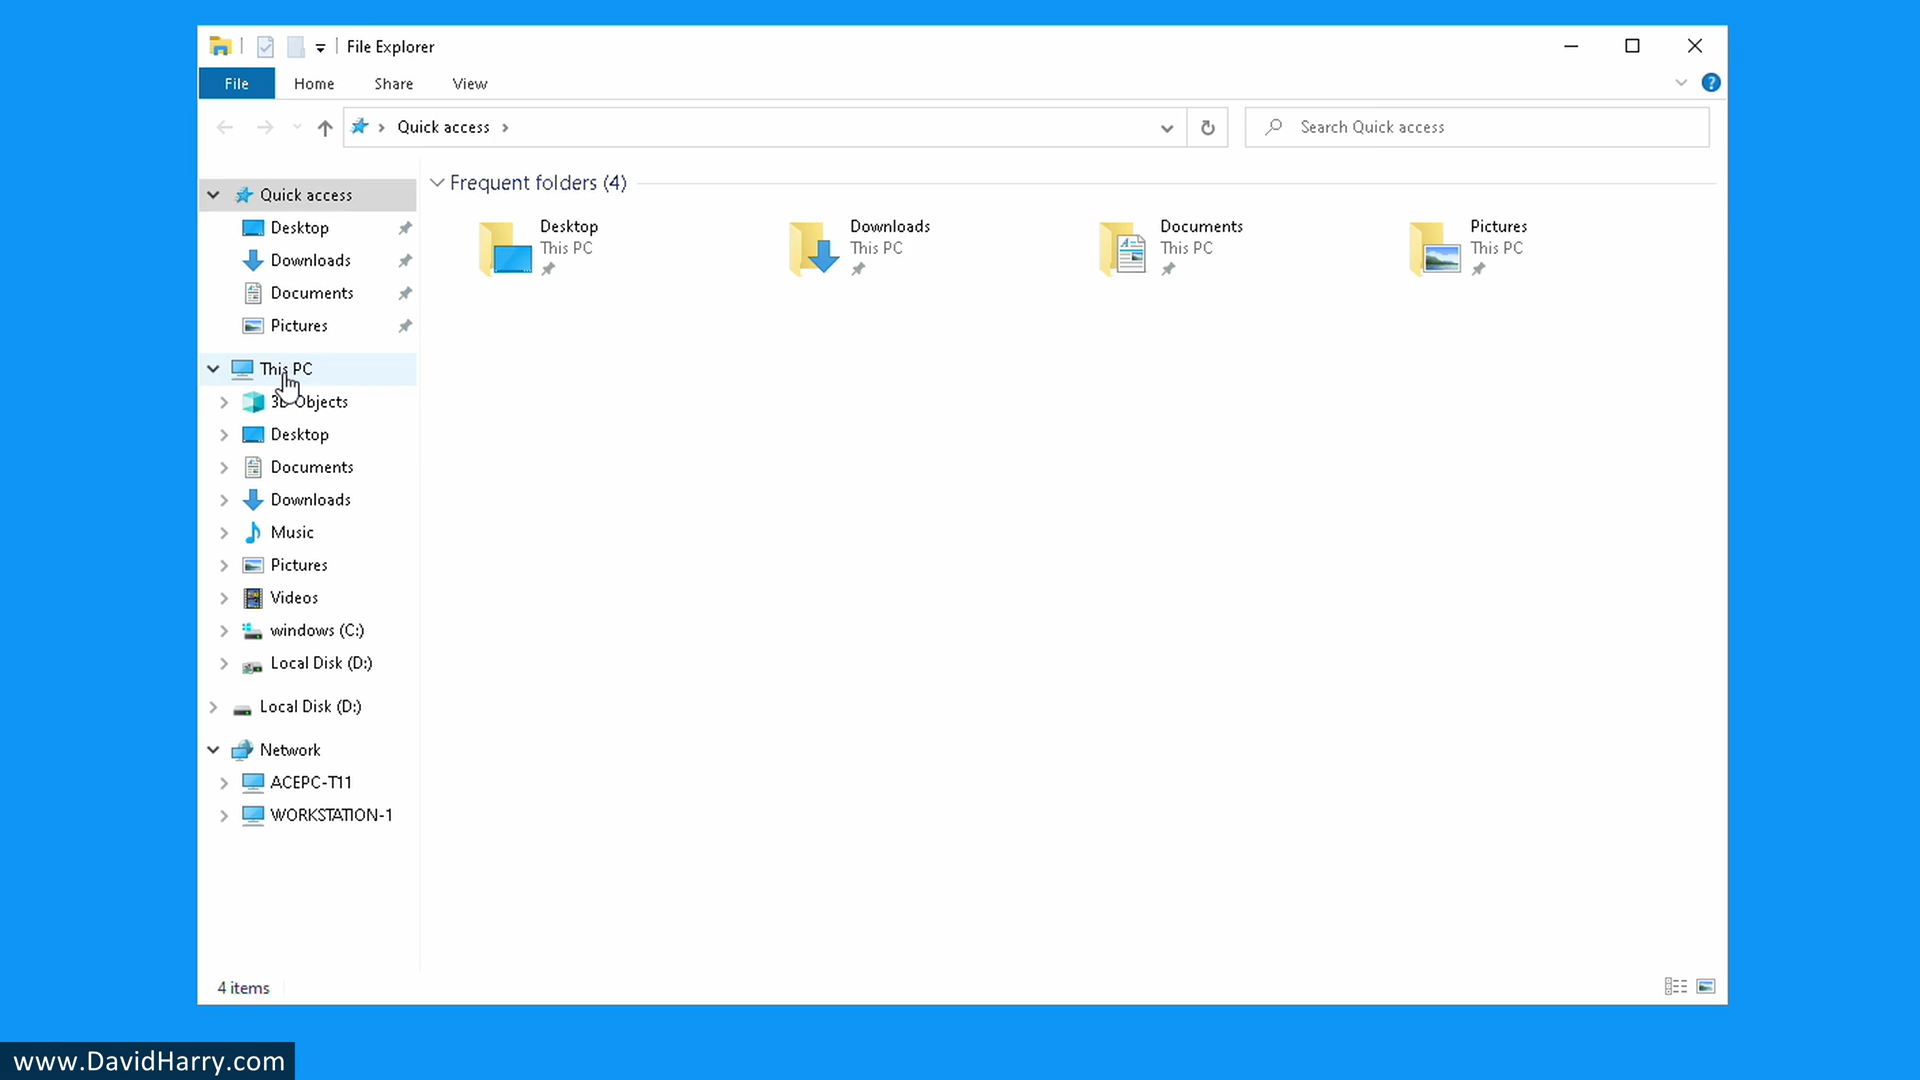 File Explorer
File Home Share View
Quick access
Search Quick access
Quick access
Desktop
Downloads
Documents
Pictures
This PC
3D Objects
Desktop
Documents
Downloads
Music
Pictures
Videos
windows (C:)
Local Disk (D:)
Local Disk (D:)
Network
ACEPC-T11
WORKSTATION-1
Frequent folders (4)
Desktop
This PC
Downloads
This PC
Documents
This PC
Pictures
This PC
4 items
www.DavidHarry.com